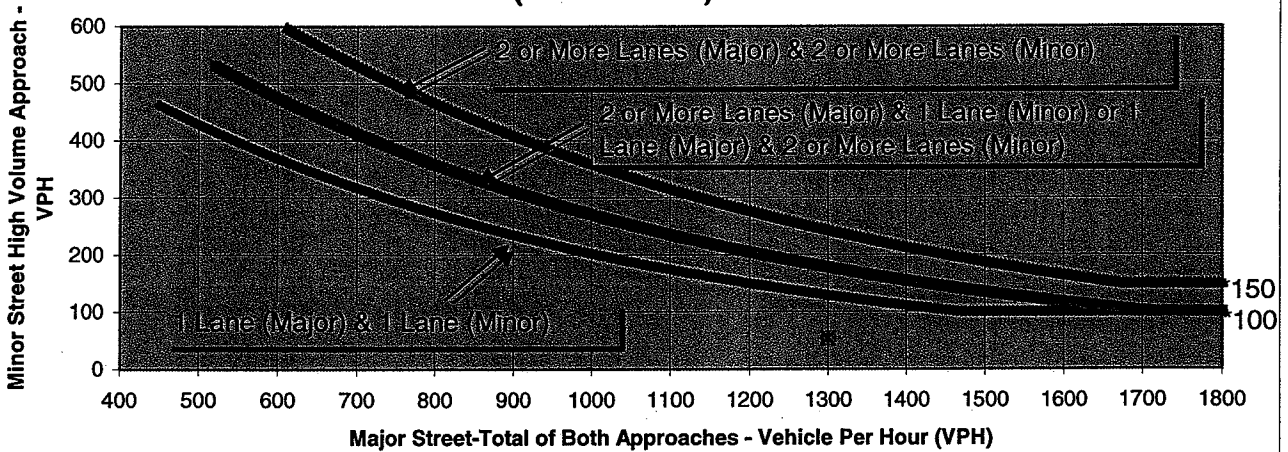 Minor Street High Volume Approach -
VPH
600
500
400
300
200
100
0
2 or More Lanes (Major) & 2 or More Lanes (Minor)
2 or More Lanes (Major) & 1 Lane (Minor) or 1
Lane (Major) & 2 or More Lanes (Minor)
1 Lane (Major) & 1 Lane (Minor)
*150
*100
400 500 600 700 800 900 1000 1100 1200 1300 1400 1500 1600 1700 1800
Major Street-Total of Both Approaches - Vehicle Per Hour (VPH)